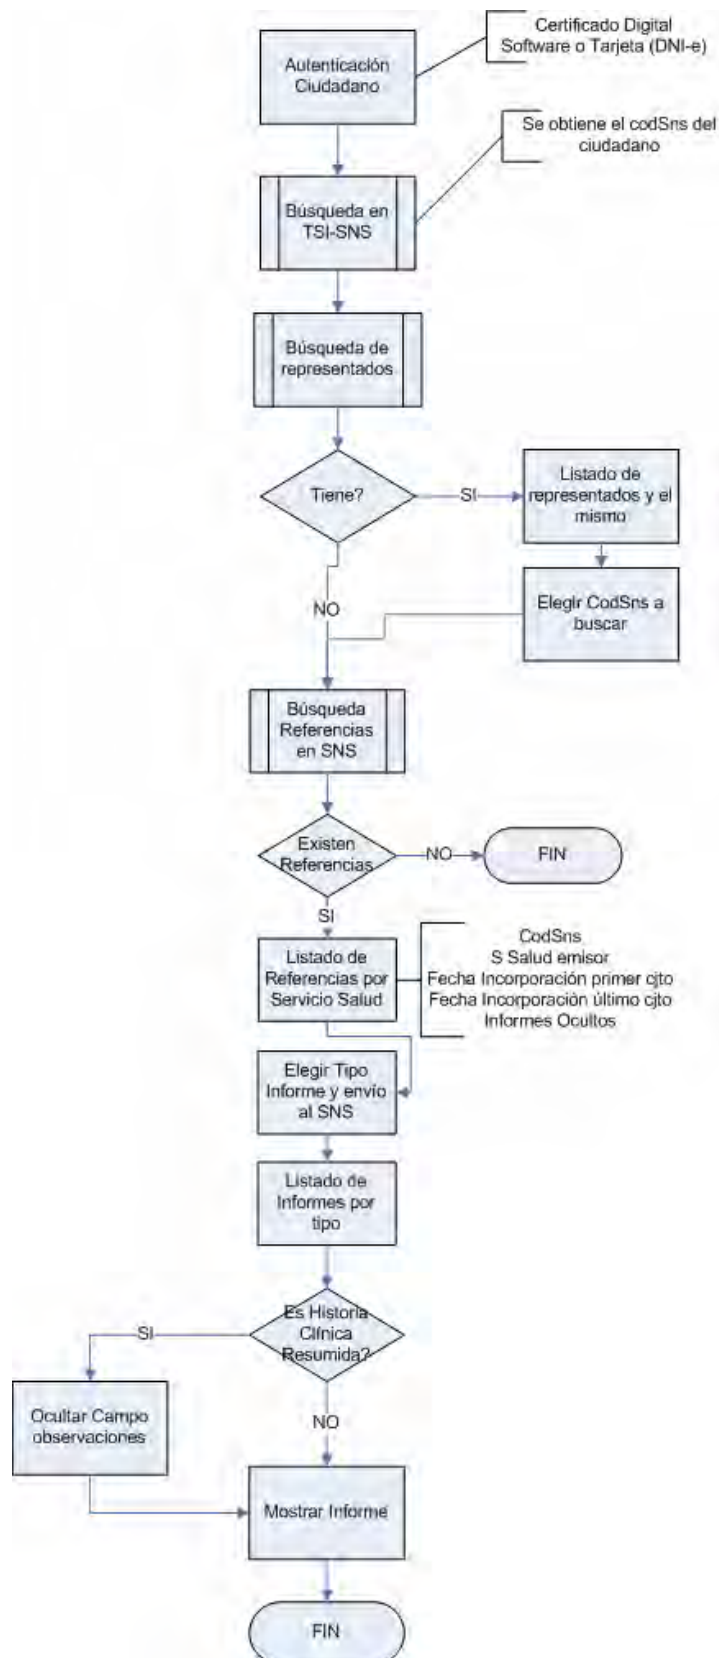 Certificado Digital
Software o Tarjeta (DNI-e)
Autenticación
Ciudadano
Se obtiene el codSns del
ciudadano
Búsqueda en
TSI-SNS
Búsqueda de
representados
Tiene?
SI
Listado de
representados y el
mismo
NO
Elegir CodSns a
buscar
Búsqueda
Referencias
en SNS
Existen
Referencias
NO
FIN
SI
Listado de
Referencias por
Servicio Salud
CodSns
S Salud emisor
Fecha Incorporación primer cjto
Fecha Incorporación último cjto
Informes Ocultos
Elegir Tipo
Informe y envío
al SNS
Listado de
Informes por
tipo
Es Historia
Clínica
Resumida?
SI
NO
Ocultar Campo
observaciones
Mostrar Informe
FIN